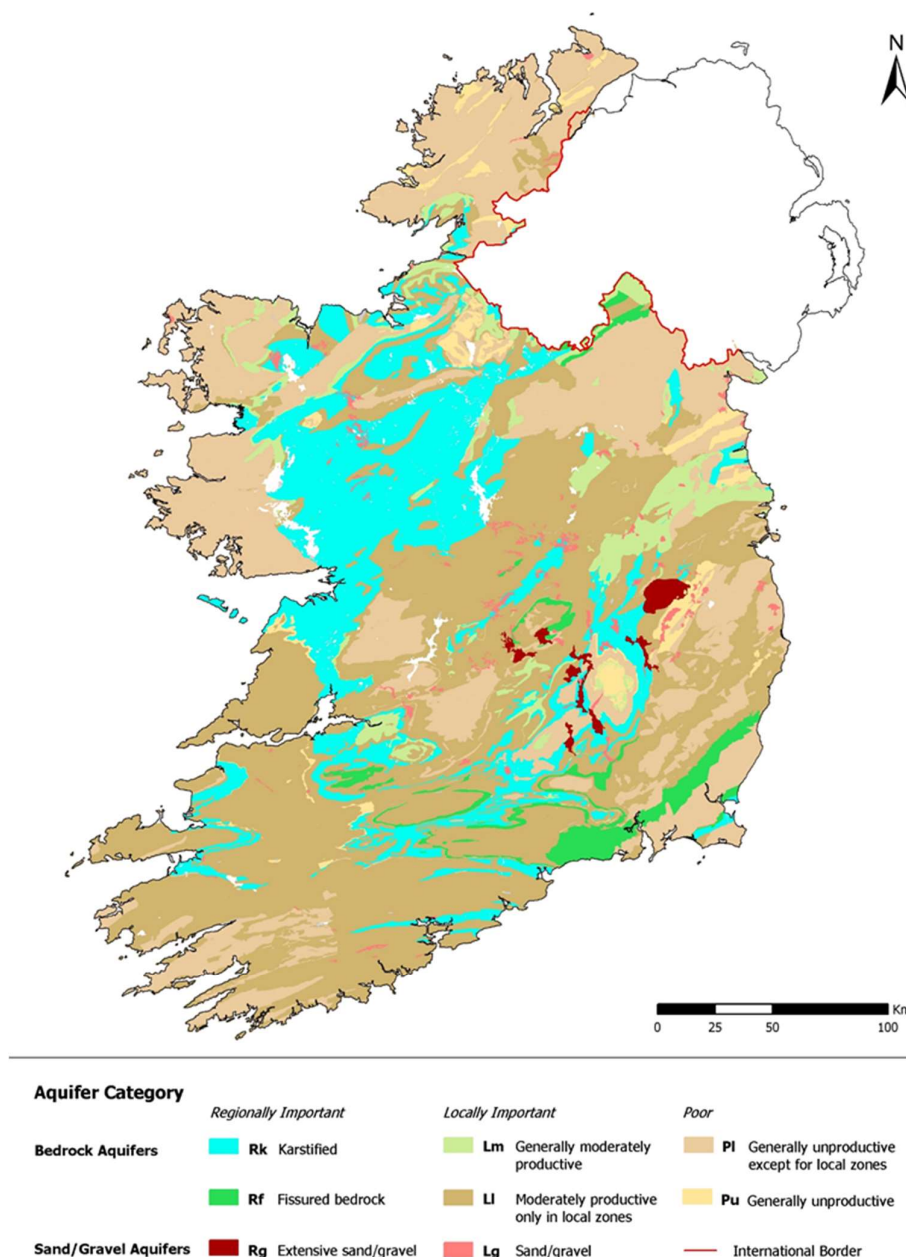 N
Km
0 25 50 100
Aquifer Category
Regionally Important Locally Important Poor
Bedrock Aquifers Rk Karstified Lm Generally moderately productive Pl Generally unproductive except for local zones
Rf Fissured bedrock Ll Moderately productive only in local zones Pu Generally unproductive
Sand/Gravel Aquifers Rg Extensive sand/gravel Lg Sand/gravel International Border